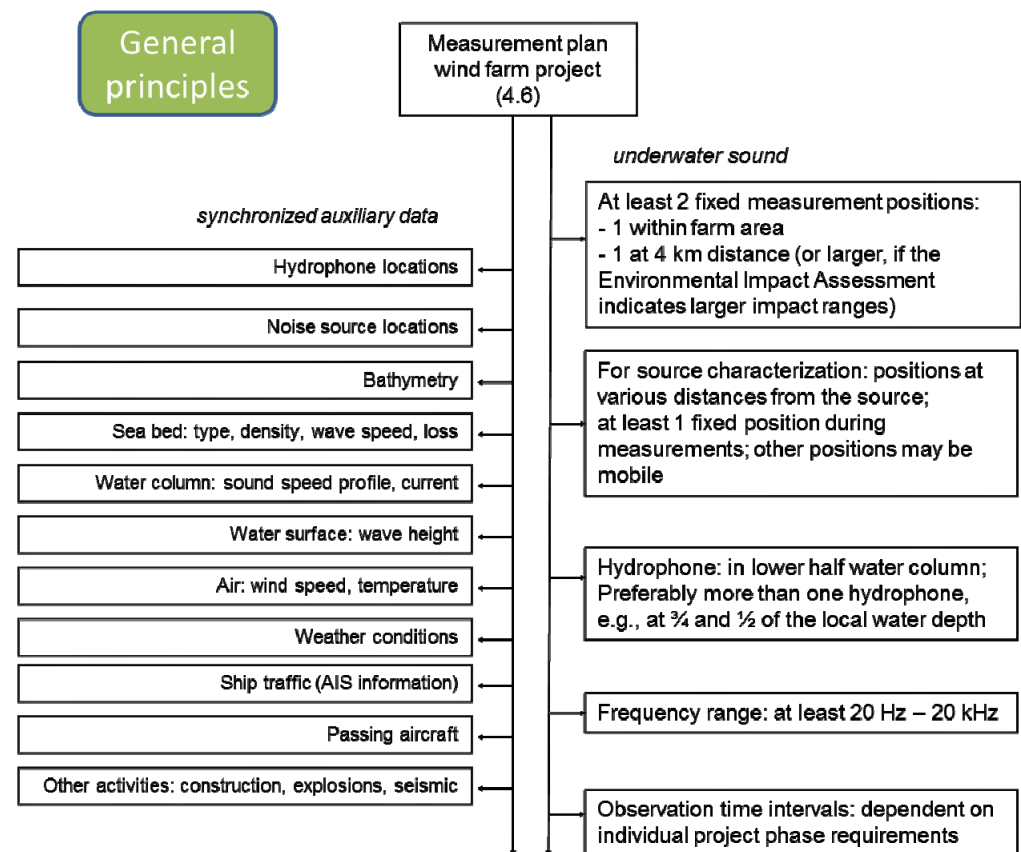 General
principles
Measurement plan
wind farm project
(4.6)
synchronized auxiliary data
Hydrophone locations
Noise source locations
Bathymetry
Sea bed: type, density, wave speed, loss
Water column: sound speed profile, current
Water surface: wave height
Air: wind speed, temperature
Weather conditions
Ship traffic (AIS information)
Passing aircraft
Other activities: construction, explosions, seismic
underwater sound
At least 2 fixed measurement positions:
- 1 within farm area
- 1 at 4 km distance (or larger, if the
Environmental Impact Assessment
indicates larger impact ranges)
For source characterization: positions at
various distances from the source;
at least 1 fixed position during
measurements; other positions may be
mobile
Hydrophone: in lower half water column;
Preferably more than one hydrophone,
e.g., at ¾ and ½ of the local water depth
Frequency range: at least 20 Hz – 20 kHz
Observation time intervals: dependent on
individual project phase requirements